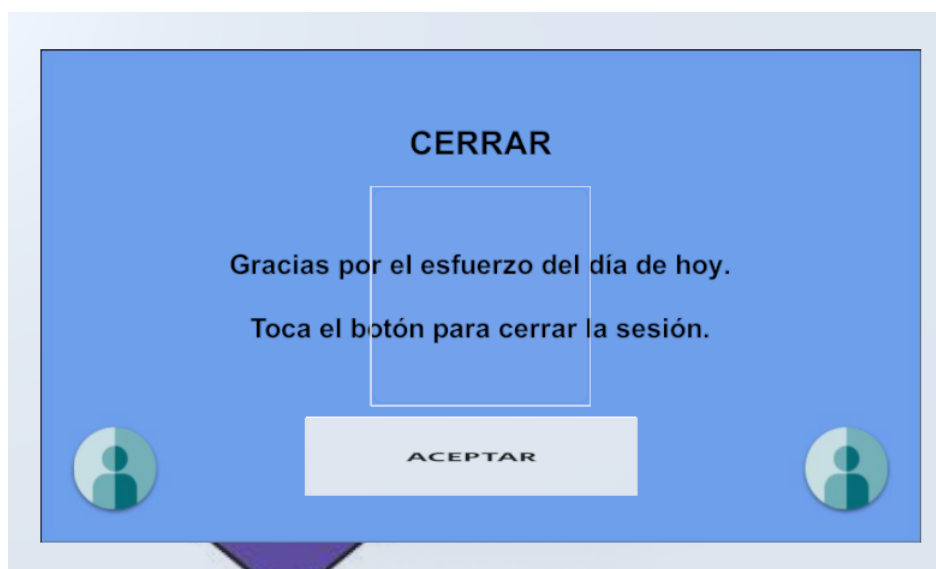 CERRAR
Gracias por el esfuerzo del día de hoy.
Toca el botón para cerrar la sesión.
ACEPTAR